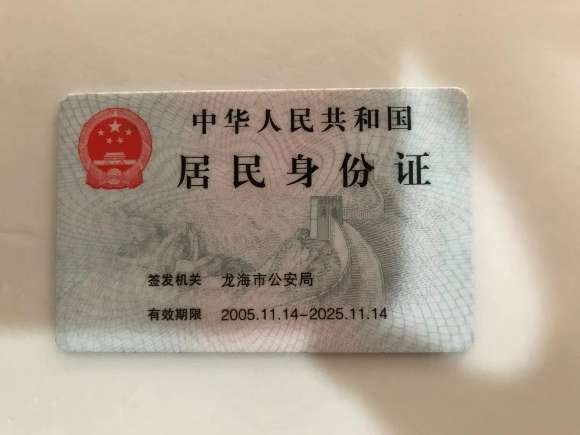 中华人民共和国
居民身份证
签发机关 龙海市公安局
有效期限 2005.11.14-2025.11.14